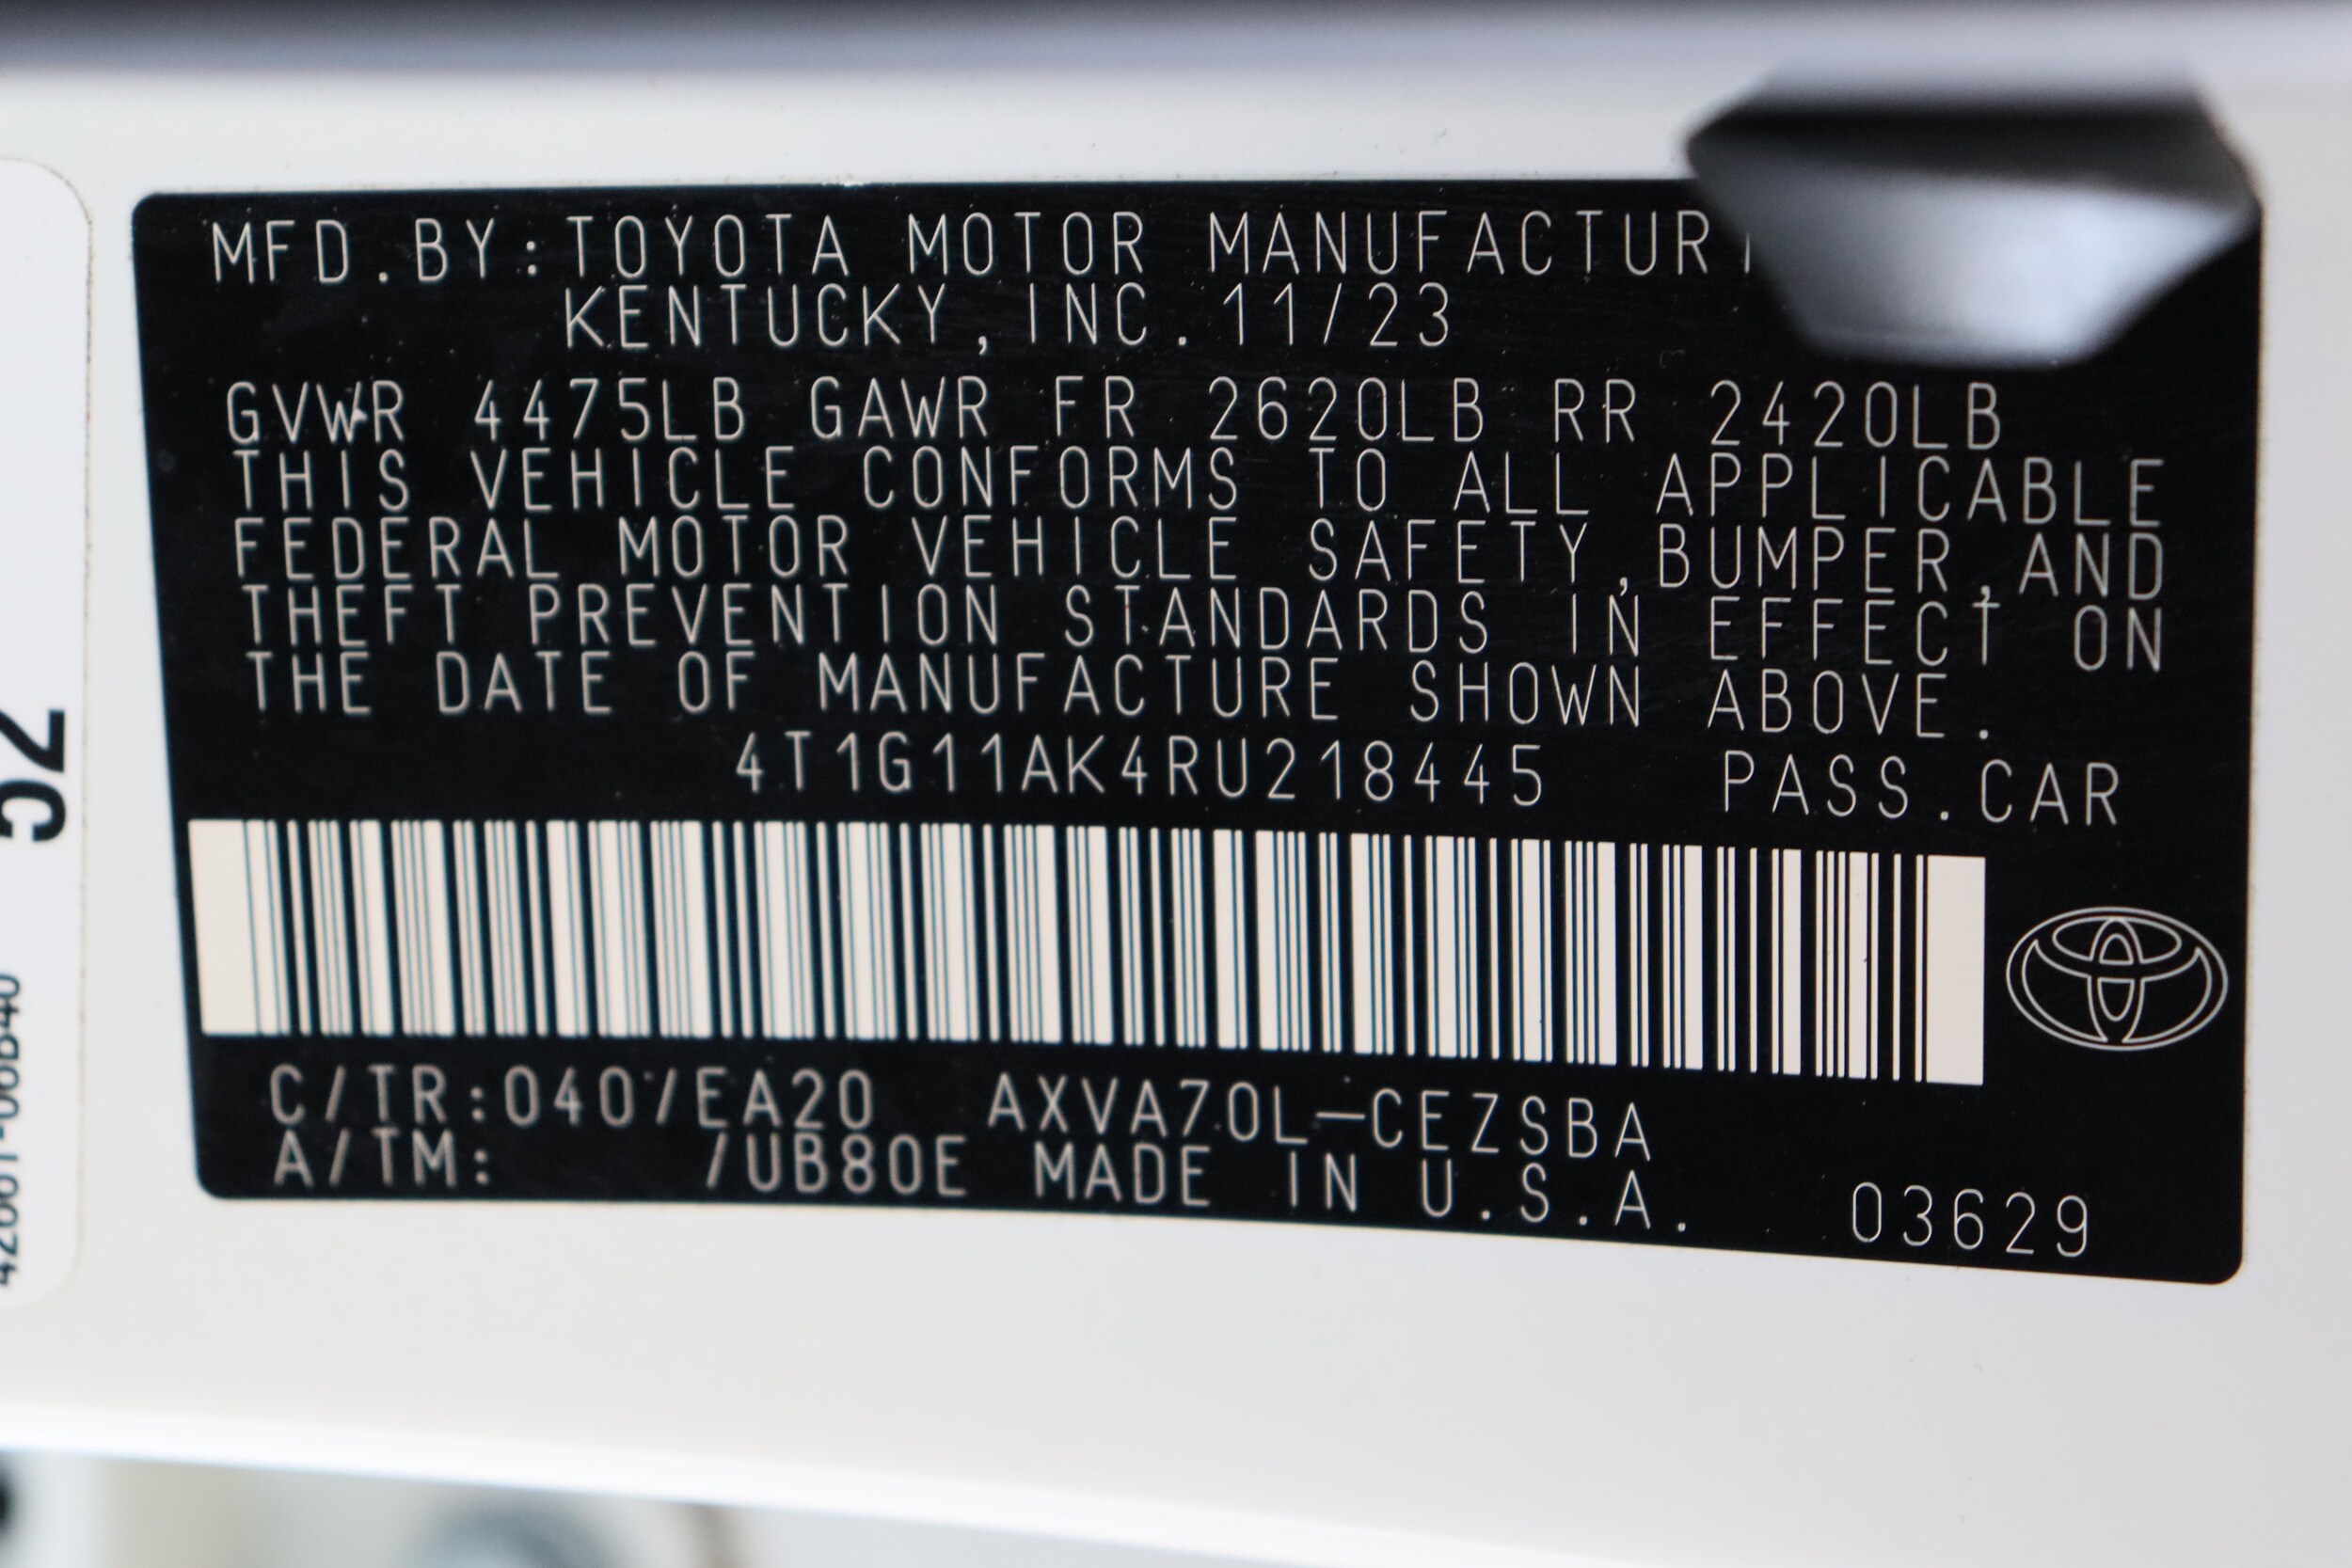 MFD.BY:TOYOTA MOTOR
KENTUCKY, INC. 11/23
GVWR 4475LB GAWR FR 2620LB RR 2420LB
THIS VEHICLE CONFORMS TO ALL APPLICABLE
FEDERAL MOTOR VEHICLE SAFETY,BUMPER,AND
THEFT PREVENTION STANDARDS IN EFFECT ON
THE DATE OF MANUFACTURE SHOWN ABOVE.
4T1G11AK4RU218445 PASS.CAR
C/TR:040/EA20 AXVA70L-CEZSBA
A/TM: /UB80E MADE IN U.S.A. 03629
52